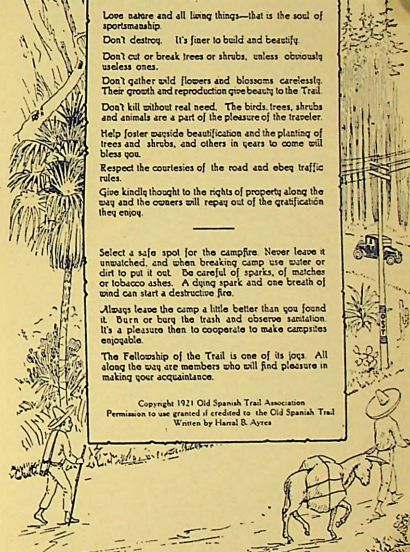 Love nature and all living things—that is the soul of
sportsmanship.
Don't destroy. It's finer to build and beautify.
Don't cut or break trees or shrubs, unless obviously
useless ones.
Don't gather wild flowers and blossoms carelessly.
Their growth and reproduction give beauty to the Trail.
Don't kill without real need. The birds, trees, shrubs
and animals are a part of the pleasure of the traveler.
Help foster wayside beautification and the planting of
trees and shrubs, and others in years to come will
bless you.
Respect the courtesies of the road and obey traffic
rules.
Give kindly thought to the rights of property along the
way and the owners will repay out of the gratification
they enjoy.
Select a safe spot for the campfire. Never leave it
unwatched, and when breaking camp use water or
dirt to put it out. Be careful of sparks, of matches
or tobacco ashes. A dying spark and one breath of
wind can start a destructive fire.
Always leave the camp a little better than you found
it. Burn or bury the trash and observe sanitation.
It's a pleasure then to cooperate to make campsites
enjoyable.
The Fellowship of the Trail is one of its joys. All
along the way are members who will find pleasure in
making your acquaintance.
Copyright 1921 Old Spanish Trail Association
Permission to use granted if credited to the Old Spanish Trail
Written by Harral B. Ayres